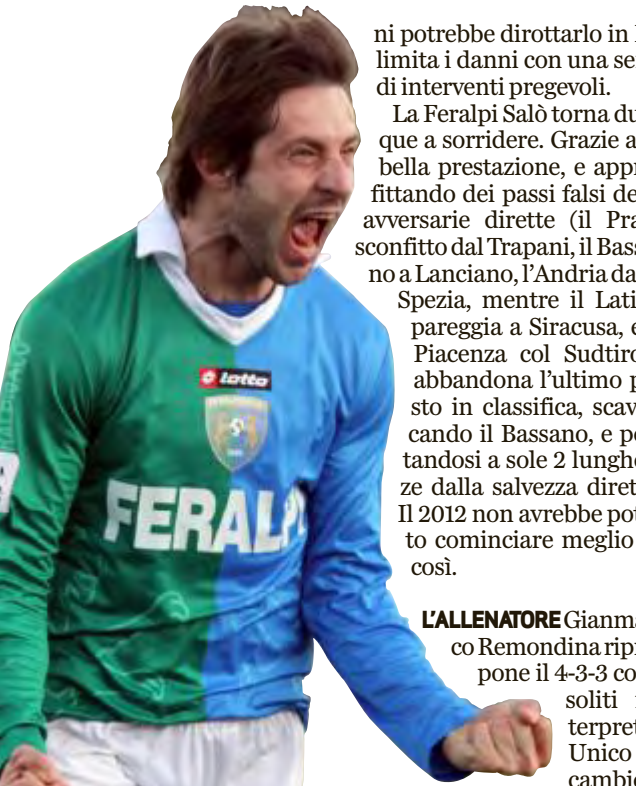 ni potrebbe dirottarlo in
limita i danni con una se
di interventi pregevoli.
La Feralpi Salò torna du
que a sorridere. Grazie a
bella prestazione, e appr
fittando dei passi falsi de
avversarie dirette (il Pra
sconfitto dal Trapani, il Bass
no a Lanciano, l'Andria da
Spezia, mentre il Lati
pareggia a Siracusa, e
Piacenza col Sudtiro
abbandona l'ultimo p
sto in classifica, scav
cando il Bassano, e po
tandosi a sole 2 lunghe
ze dalla salvezza diret
Il 2012 non avrebbe pot
to cominciare meglio
così.
L'ALLENATORE Gianma
co Remondina ripr
pone il 4-3-3 co
soliti
terpret
Unico
cambio
lotto
FERALPI